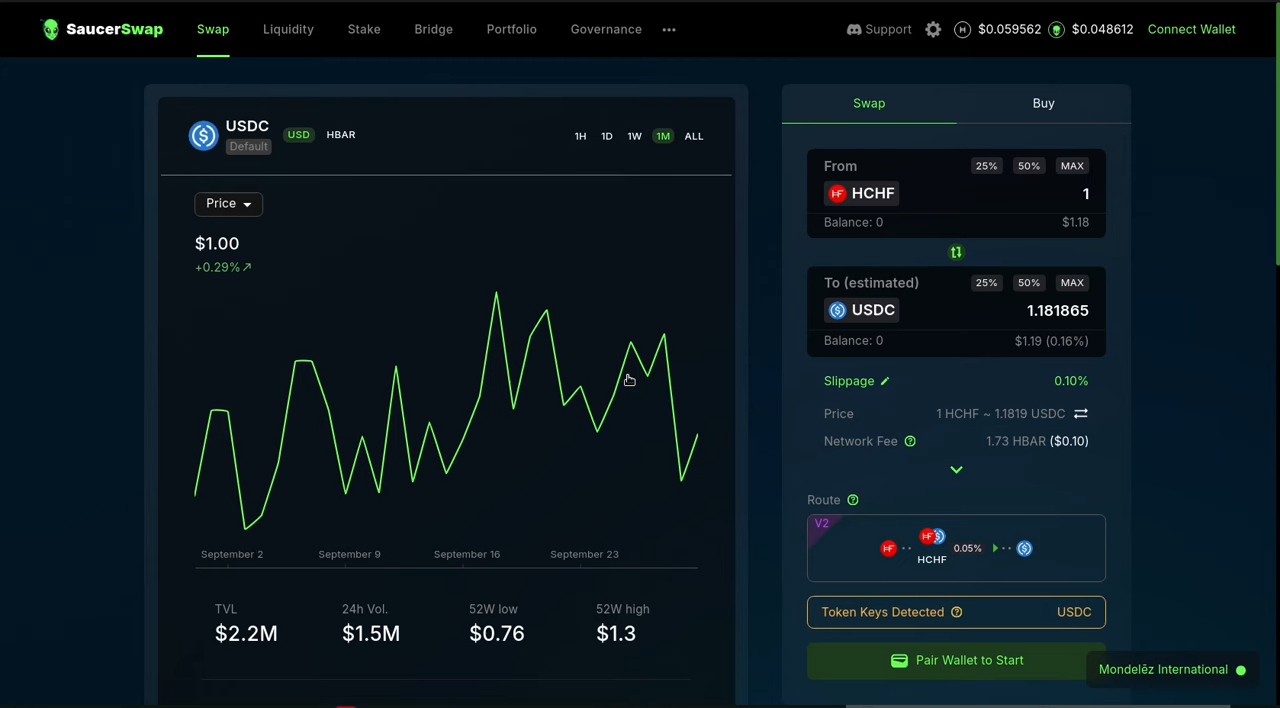 SaucerSwap Swap Liquidity Stake Bridge Portfolio Governance ••• Support H $0.059562 $0.048612 Connect Wallet
USDC
Default
USD HBAR
1H 1D 1W 1M ALL
Price
$1.00
+0.29%
September 2 September 9 September 16 September 23
TVL 24h Vol. 52W low 52W high
$2.2M $1.5M $0.76 $1.3
Swap Buy
From 25% 50% MAX
HF HCHF 1
Balance: 0 $1.18
To (estimated) 25% 50% MAX
USDC 1.181865
Balance: 0 $1.19 (0.16%)
Slippage 0.10%
Price 1 HCHF ~ 1.1819 USDC
Network Fee 1.73 HBAR ($0.10)
Route
V2
HF HF 0.05%
HCHF
Token Keys Detected USDC
Pair Wallet to Start
Mondelēz International